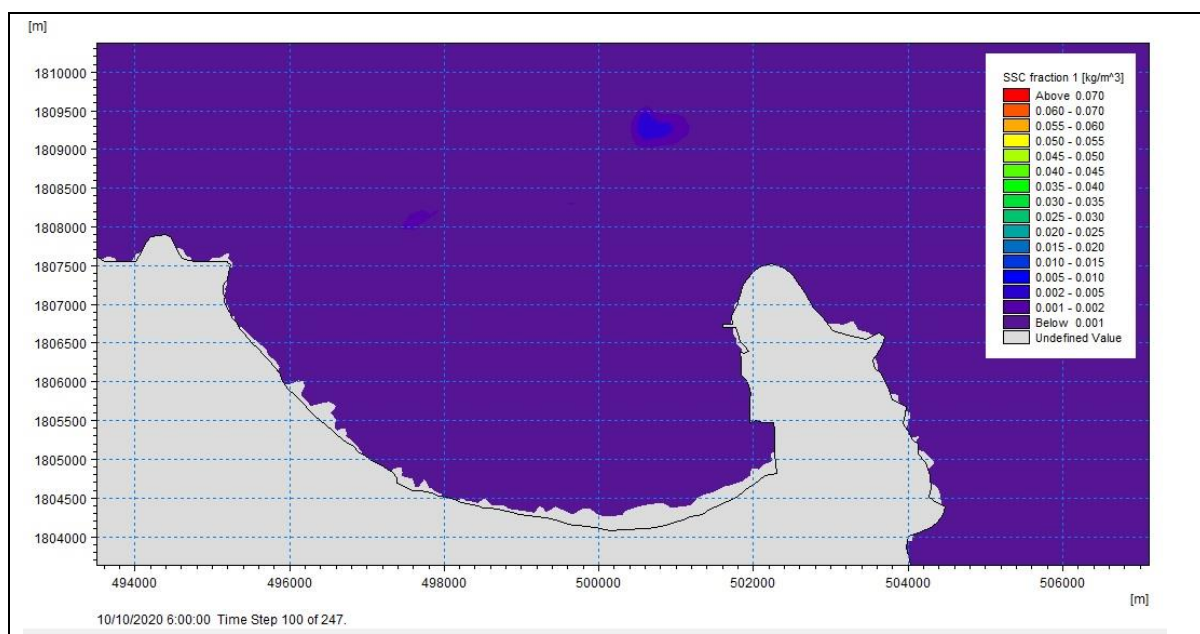 [m]
1810000
1809500
1809000
1808500
1808000
1807500
1807000
1806500
1806000
1805500
1805000
1804500
1804000
494000 496000 498000 500000 502000 504000 506000
[m]
SSC fraction 1 [kg/m^3]
Above 0.070
0.060 - 0.070
0.055 - 0.060
0.050 - 0.055
0.045 - 0.050
0.040 - 0.045
0.035 - 0.040
0.030 - 0.035
0.025 - 0.030
0.020 - 0.025
0.015 - 0.020
0.010 - 0.015
0.005 - 0.010
0.002 - 0.005
0.001 - 0.002
Below 0.001
Undefined Value
10/10/2020 6:00:00 Time Step 100 of 247.